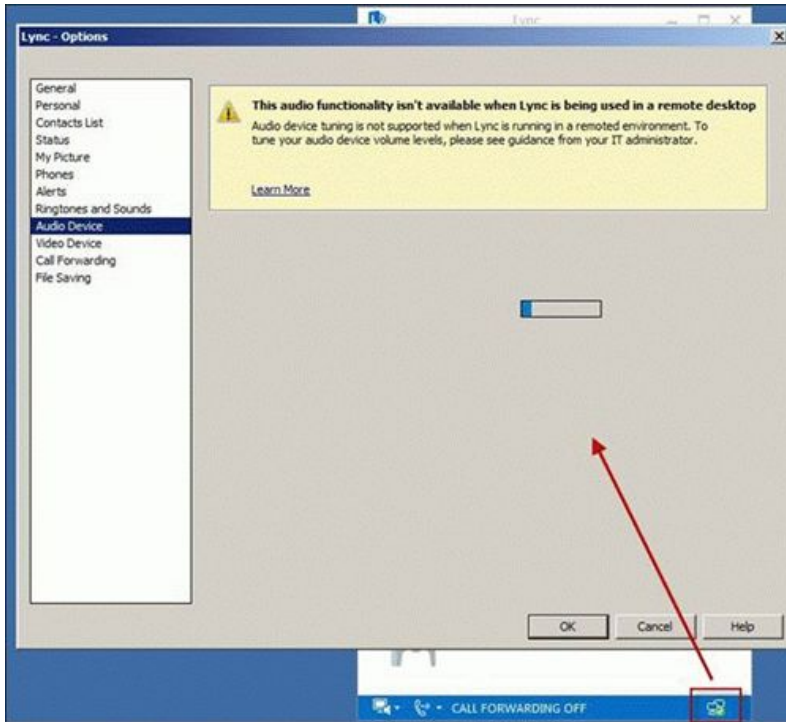 Lync
Lync - Options
General
Personal
Contacts List
Status
My Picture
Phones
Alerts
Ringtones and Sounds
Audio Device
Video Device
Call Forwarding
File Saving
This audio functionality isn't available when Lync is being used in a remote desktop
Audio device tuning is not supported when Lync is running in a remoted environment. To
tune your audio device volume levels, please see guidance from your IT administrator.
Learn More
OK
Cancel
Help
CALL FORWARDING OFF